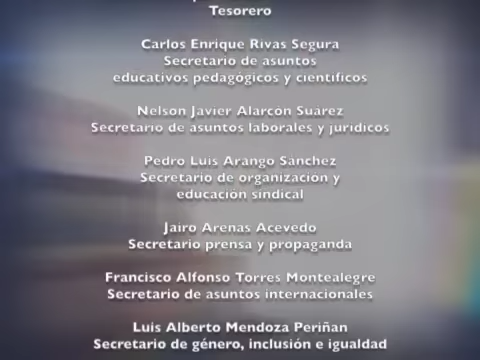 Tesorero
Carlos Enrique Rivas Segura
Secretario de asuntos
educativos pedagógicos y científicos
Nelson Javier Alarcón Suárez
Secretario de asuntos laborales y jurídicos
Pedro Luis Arango Sánchez
Secretario de organización y
educación sindical
Jairo Arenas Acevedo
Secretario prensa y propaganda
Francisco Alfonso Torres Montealegre
Secretario de asuntos internacionales
Luis Alberto Mendoza Periñan
Secretario de género, inclusión e igualdad